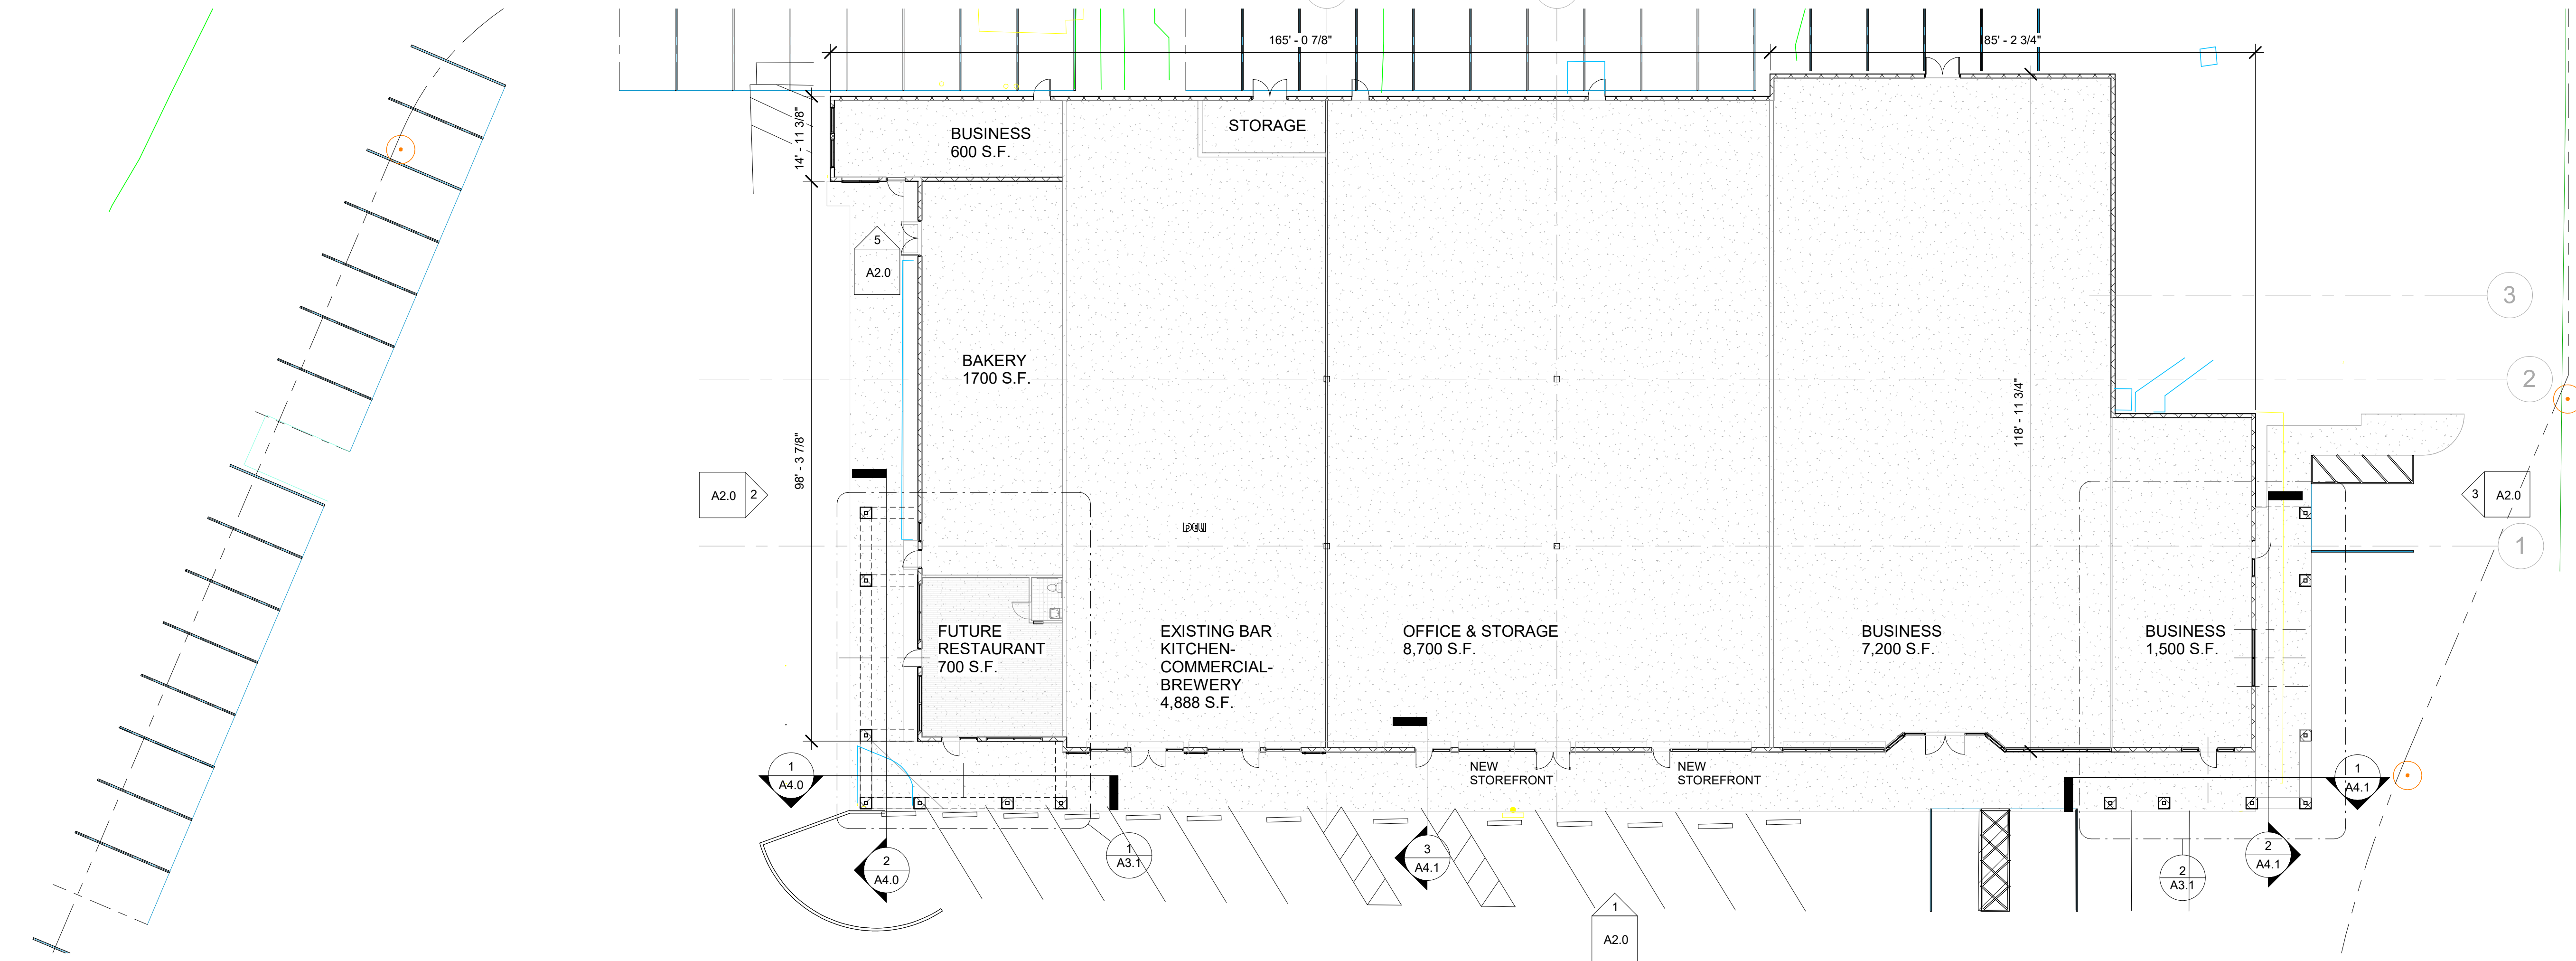 165' - 0 7/8"
85' - 2 3/4"
14' - 11 3/8"
BUSINESS
600 S.F.
STORAGE
5
A2.0
3
BAKERY
1700 S.F.
2
118' - 11 3/4"
98' - 3 7/8"
A2.0
2
3
A2.0
DELI
1
FUTURE
RESTAURANT
700 S.F.
EXISTING BAR
KITCHEN-
COMMERCIAL-
BREWERY
4,888 S.F.
OFFICE & STORAGE
8,700 S.F.
BUSINESS
7,200 S.F.
BUSINESS
1,500 S.F.
1
A4.0
NEW
STOREFRONT
NEW
STOREFRONT
1
A4.1
2
A4.0
1
A3.1
3
A4.1
2
A3.1
2
A4.1
1
A2.0